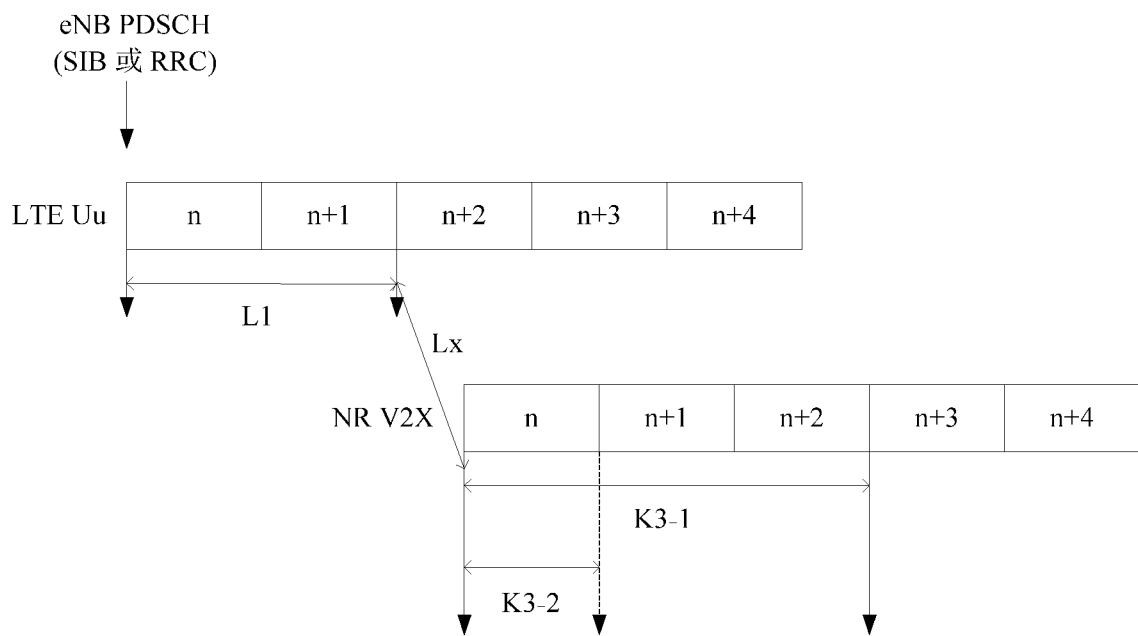 eNB PDSCH
(SIB 或 RRC)
LTE Uu
n
n+1
n+2
n+3
n+4
L1
Lx
NR V2X
n
n+1
n+2
n+3
n+4
K3-1
K3-2